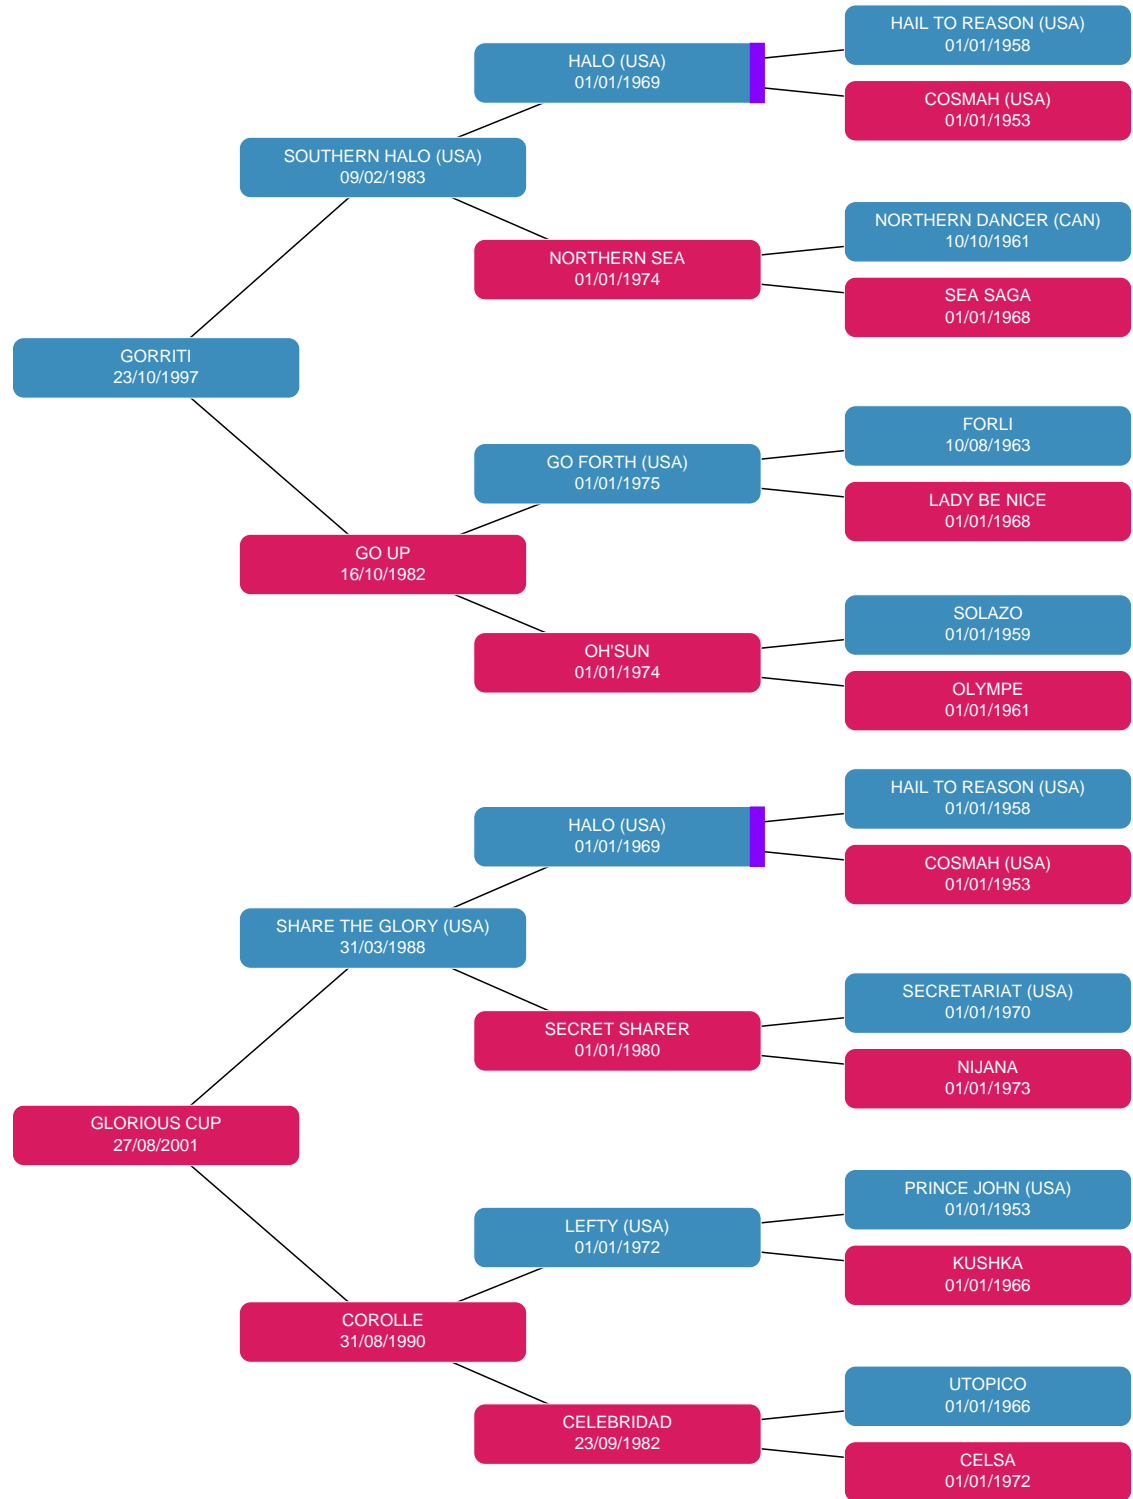 HAIL TO REASON (USA)
01/01/1958
HALO (USA)
01/01/1969
COSMAH (USA)
01/01/1953
SOUTHERN HALO (USA)
09/02/1983
NORTHERN DANCER (CAN)
10/10/1961
NORTHERN SEA
01/01/1974
SEA SAGA
01/01/1968
GORRITI
23/10/1997
FORLI
10/08/1963
GO FORTH (USA)
01/01/1975
LADY BE NICE
01/01/1968
GO UP
16/10/1982
SOLAZO
01/01/1959
OH'SUN
01/01/1974
OLYMPE
01/01/1961
HAIL TO REASON (USA)
01/01/1958
HALO (USA)
01/01/1969
COSMAH (USA)
01/01/1953
SHARE THE GLORY (USA)
31/03/1988
SECRETARIAT (USA)
01/01/1970
SECRET SHARER
01/01/1980
NIJANA
01/01/1973
GLORIOUS CUP
27/08/2001
PRINCE JOHN (USA)
01/01/1953
LEFTY (USA)
01/01/1972
KUSHKA
01/01/1966
COROLLE
31/08/1990
UTOPICO
01/01/1966
CELEBRIDAD
23/09/1982
CELSA
01/01/1972